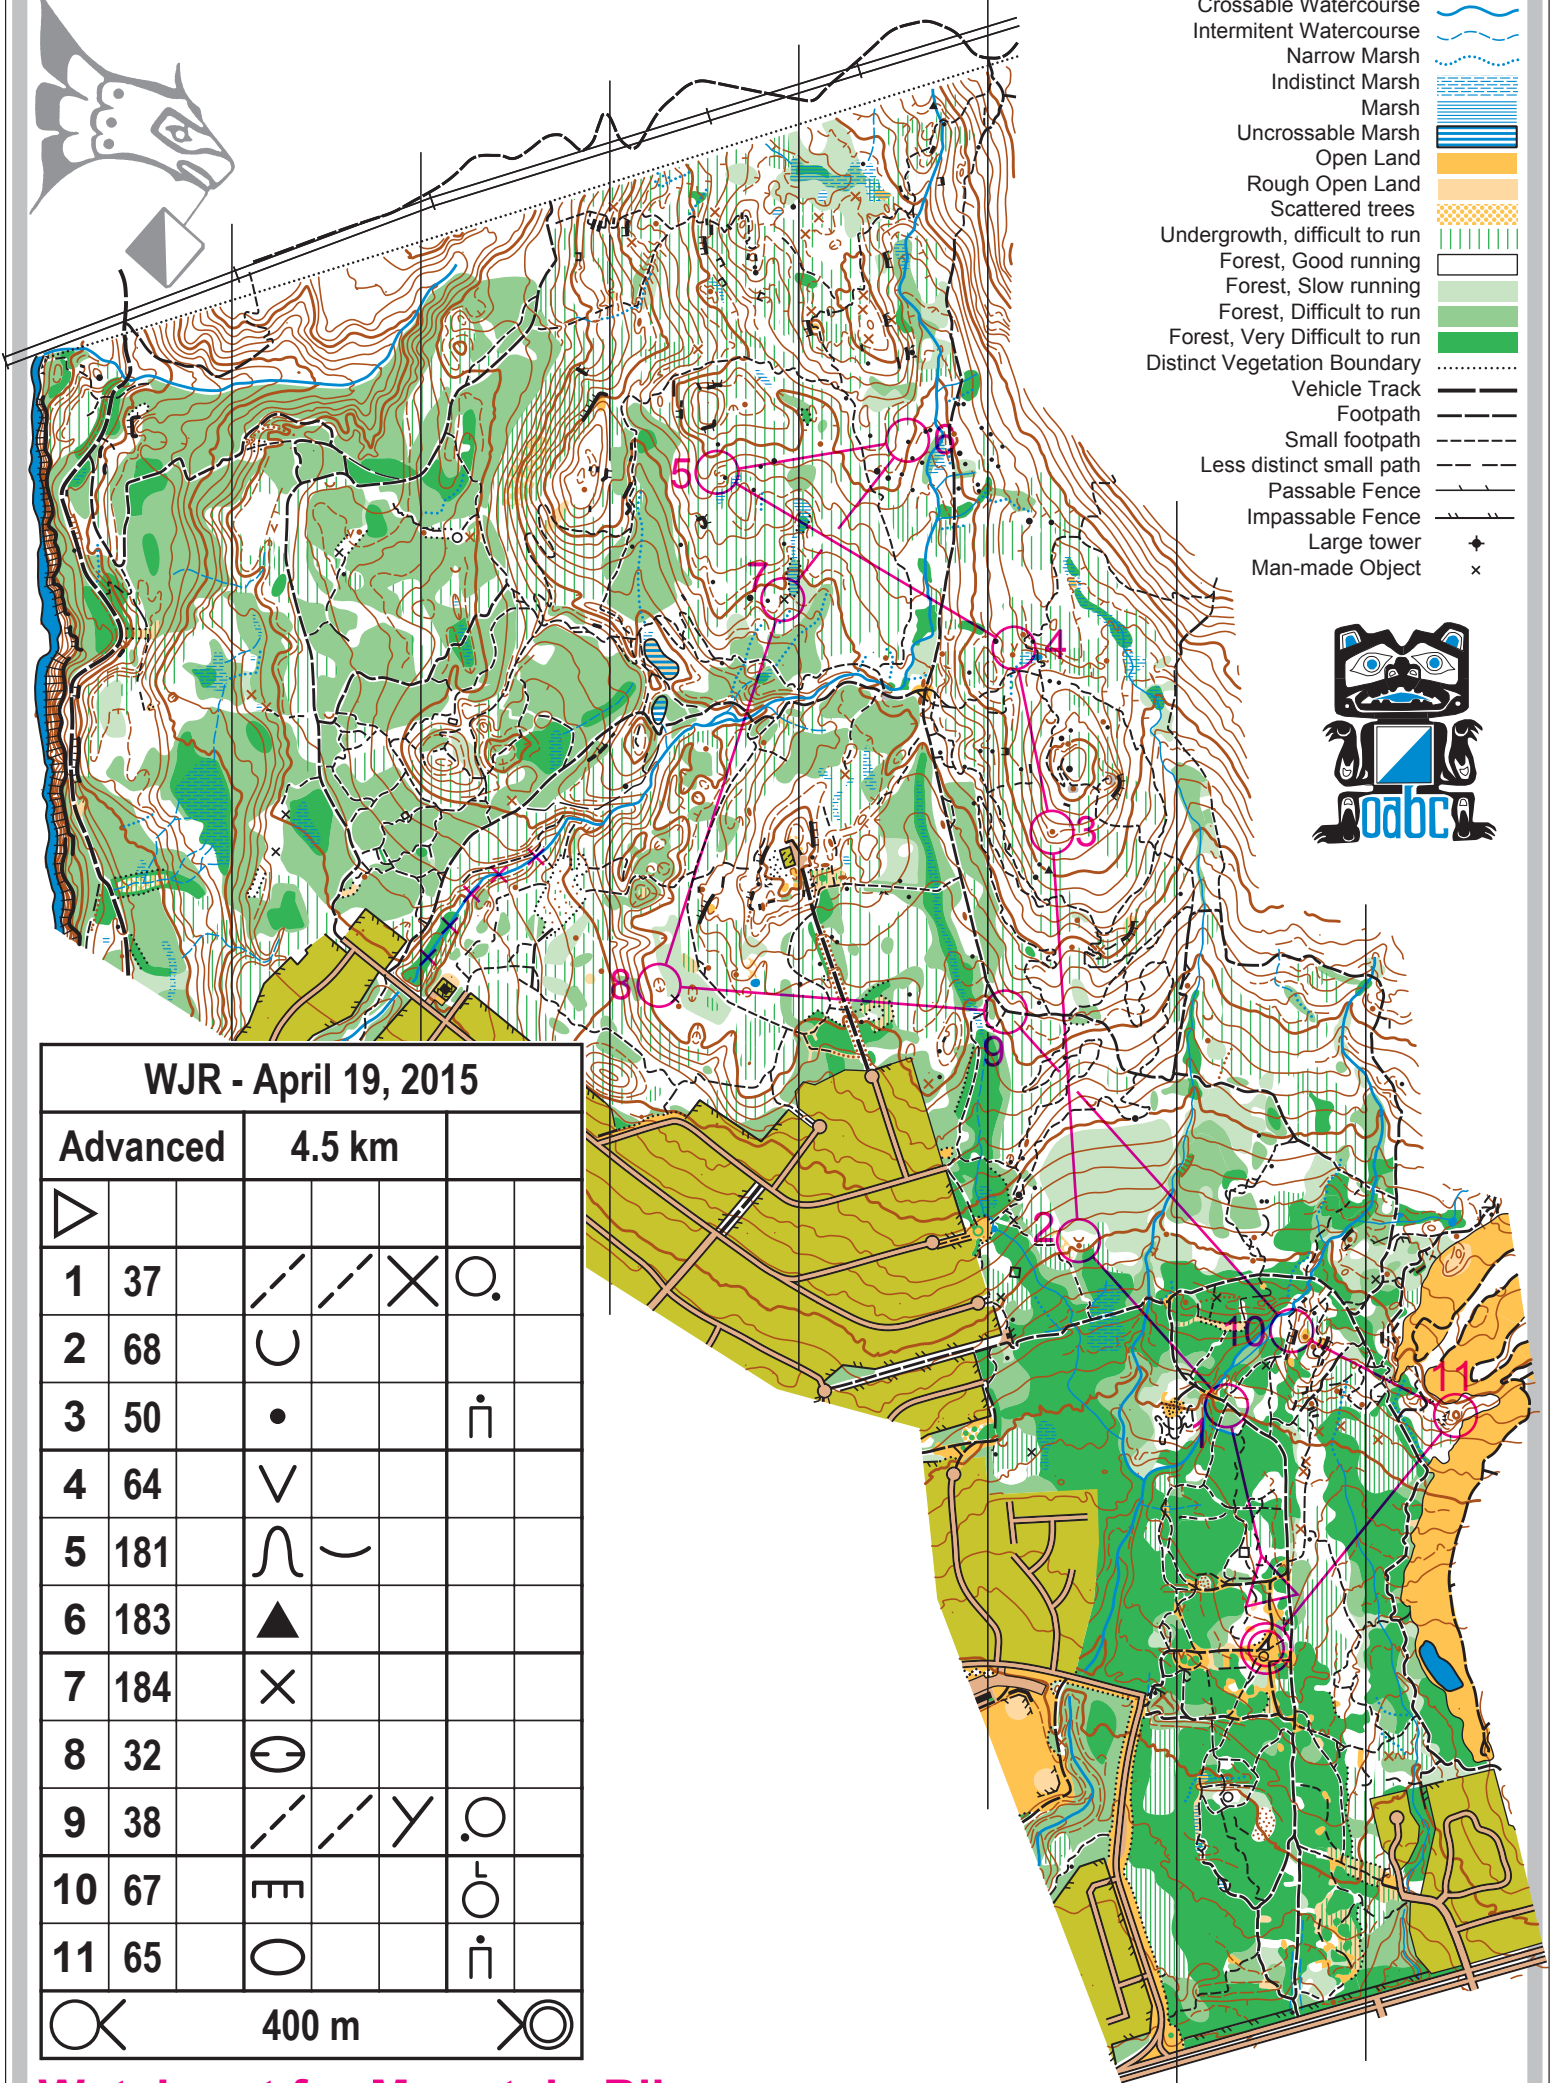 Crossable Watercourse
Intermitent Watercourse
Narrow Marsh
Indistinct Marsh
Marsh
Uncrossable Marsh
Open Land
Rough Open Land
Scattered trees
Undergrowth, difficult to run
Forest, Good running
Forest, Slow running
Forest, Difficult to run
Forest, Very Difficult to run
Distinct Vegetation Boundary
Vehicle Track
Footpath
Small footpath
Less distinct small path
Passable Fence
Impassable Fence
Large tower
Man-made Object
oabc
5
6
7
4
3
8
9
2
10
11
1
WJR - April 19, 2015
Advanced 4.5 km
1 37
2 68
3 50
4 64
5 181
6 183
7 184
8 32
9 38
10 67
11 65
400 m